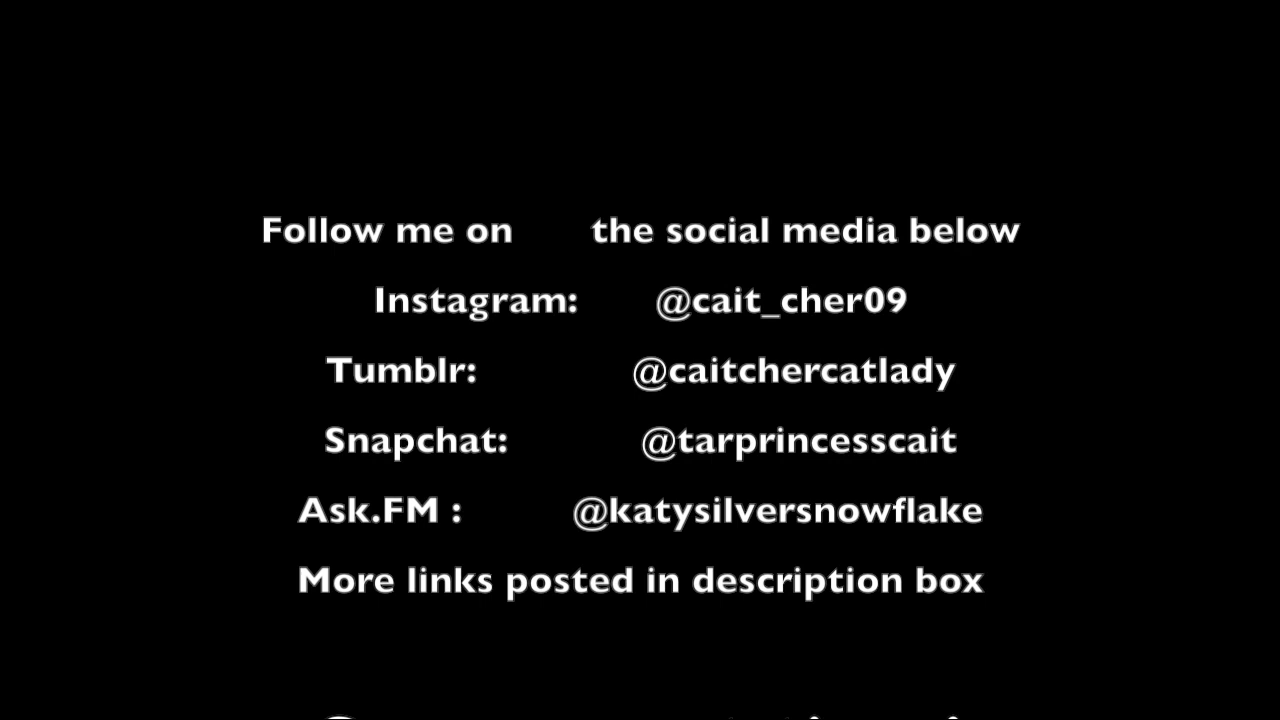 Follow me on the social media below
Instagram: @cait_cher09
Tumblr: @caitchercatlady
Snapchat: @tarprincesscait
Ask.FM : @katysilversnowflake
More links posted in description box